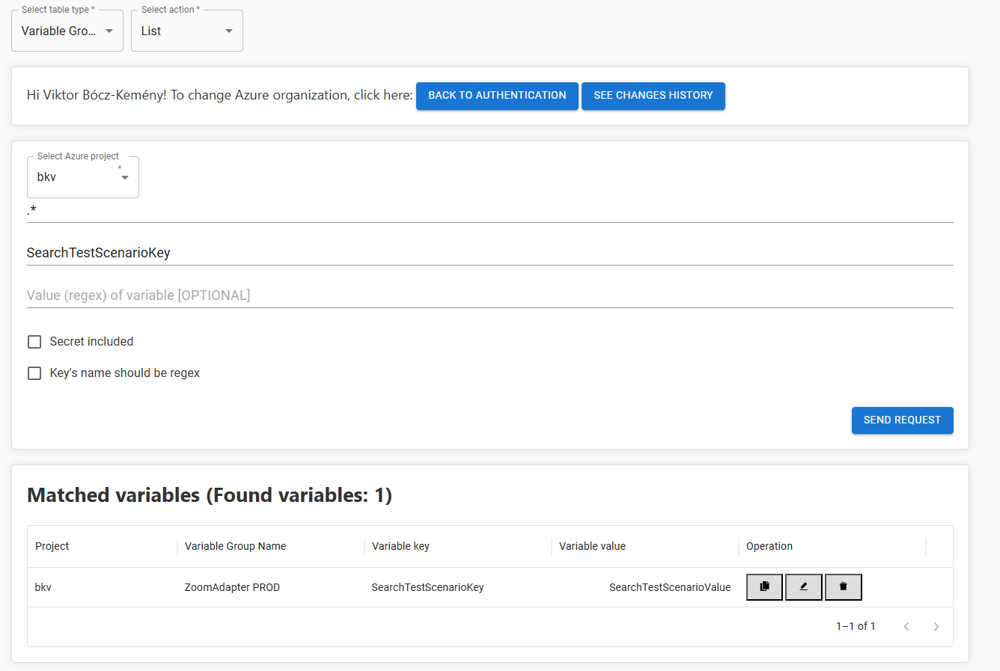 Select table type *
Select action *
Variable Gro...
List
Hi Viktor Bócz-Kemény! To change Azure organization, click here: BACK TO AUTHENTICATION SEE CHANGES HISTORY
Select Azure project *
bkv
.*
SearchTestScenarioKey
Value (regex) of variable [OPTIONAL]
Secret included
Key's name should be regex
SEND REQUEST
Matched variables (Found variables: 1)
Project Variable Group Name Variable key Variable value Operation
bkv ZoomAdapter PROD SearchTestScenarioKey SearchTestScenarioValue
1–1 of 1